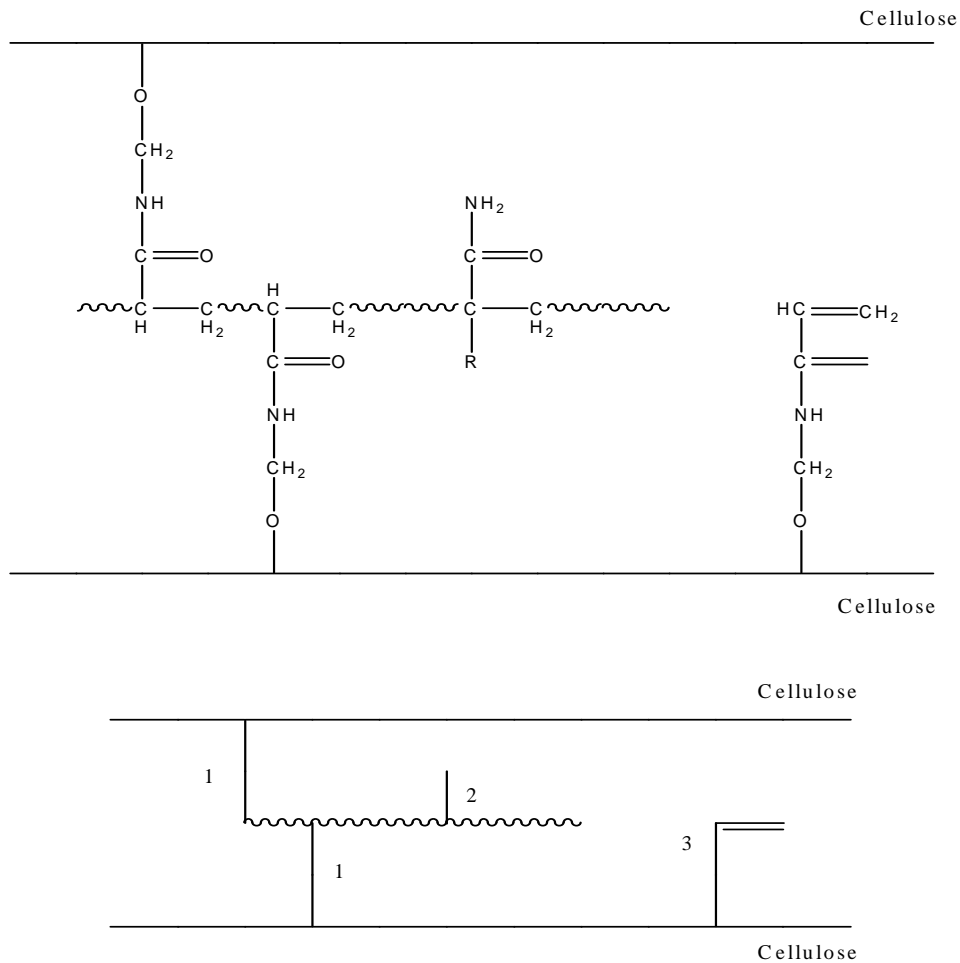 Cellulose
O
CH2
NH NH2
C O C O
H
C C C C C HC CH2
H H2 H2 H2
C O R C
NH NH
CH2 CH2
O O
Cellulose
Cellulose
1
2
3
1
Cellulose